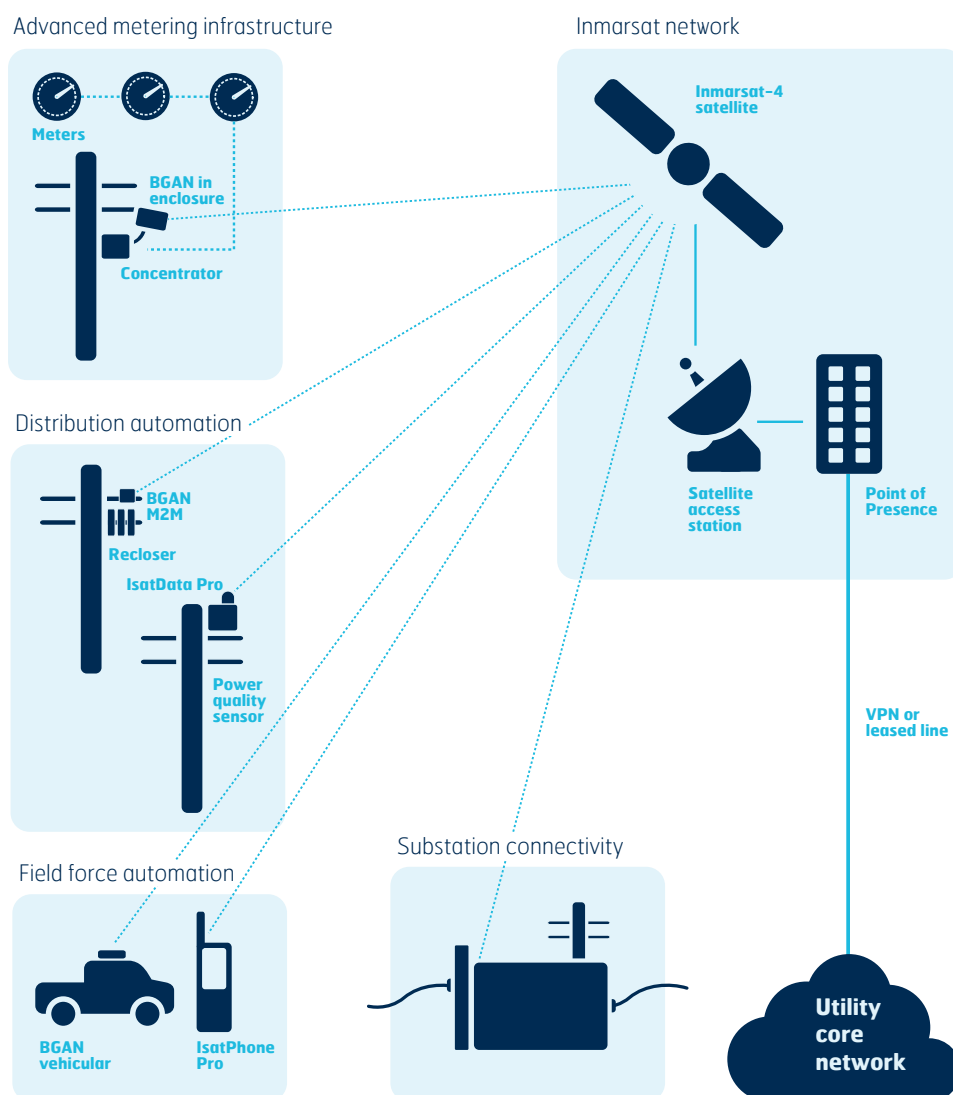 Advanced metering infrastructure
Meters
BGAN in
enclosure
Concentrator
Inmarsat network
Inmarsat-4
satellite
Satellite
access
station
Point of
Presence
Distribution automation
BGAN
M2M
Recloser
IsatData Pro
Power
quality
sensor
VPN or
leased line
Field force automation
BGAN
vehicular
IsatPhone
Pro
Substation connectivity
Utility
core
network